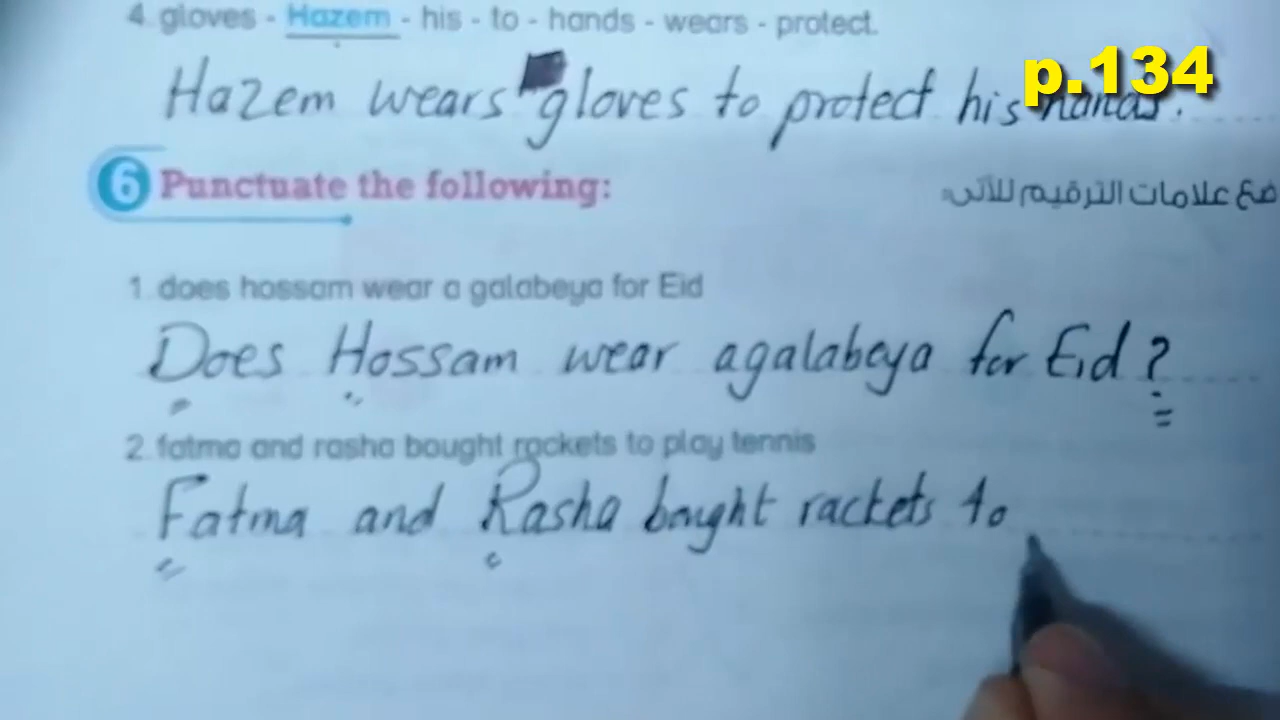 4. gloves - Hazem - his - to - hands - wears - protect.
p.134
Hazem wears gloves to protect his hands.
6 Punctuate the following:
ضع علامات الترقيم للآتى
1. does hossam wear a galabeya for Eid
Does Hossam wear agalabeya for Eid ?
2. fatma and rasha bought rackets to play tennis
Fatma and Rasha bought rackets to